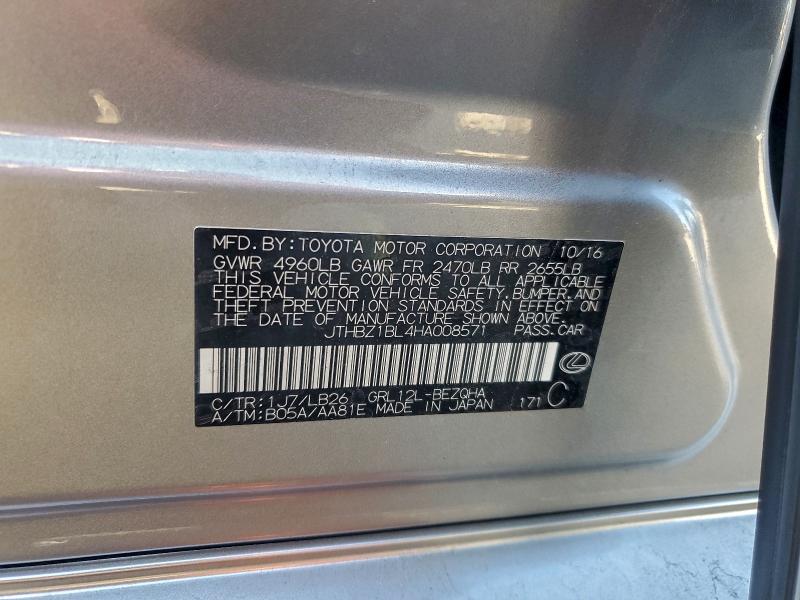 MFD.BY:TOYOTA MOTOR CORPORATION 10/16
GVWR 4960LB GAWR FR 2470LB RR 2655LB
THIS VEHICLE CONFORMS TO ALL APPLICABLE
FEDERAL MOTOR VEHICLE SAFETY,BUMPER,AND
THEFT PREVENTION STANDARDS IN EFFECT ON
THE DATE OF MANUFACTURE SHOWN ABOVE.
JTHBZ1BL4HA008571 PASS.CAR
C/TR:1J7/LB26 GRL12L-BEZQHA
A/TM:B05A/AA81E MADE IN JAPAN 171 C